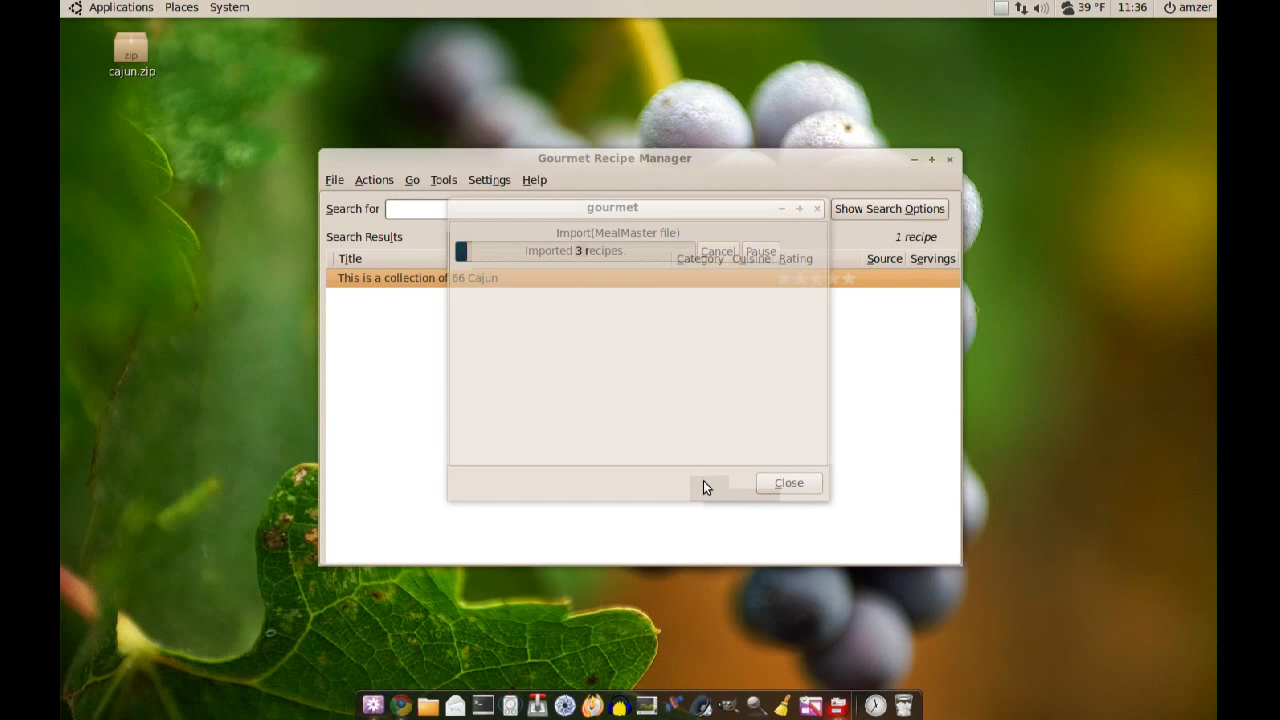 Applications Places System 39 °F 11:36 amzer
zip
cajun.zip
Gourmet Recipe Manager
File Actions Go Tools Settings Help
Search for gourmet Show Search Options
Import(MealMaster file)
Search Results 1 recipe
Imported 3 recipes. Cancel Pause
Title Category Cuisine Rating Source Servings
This is a collection of 66 Cajun
Close